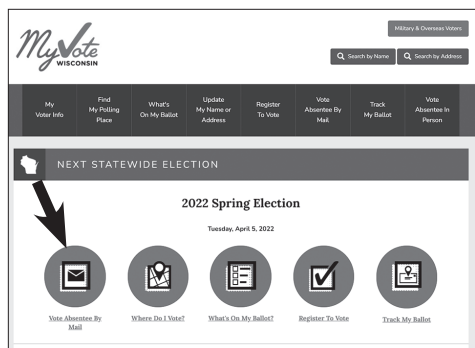 MyVote
WISCONSIN
Military & Overseas Voters
Search by Name
Search by Address
My
Voter Info
Find
My Polling
Place
What's
On My Ballot
Update
My Name or
Address
Register
To Vote
Vote
Absentee By
Mail
Track
My Ballot
Vote
Absentee In
Person
NEXT STATEWIDE ELECTION
2022 Spring Election
Tuesday, April 5, 2022
Vote Absentee By
Mail
Where Do I Vote?
What's On My Ballot?
Register To Vote
Track My Ballot